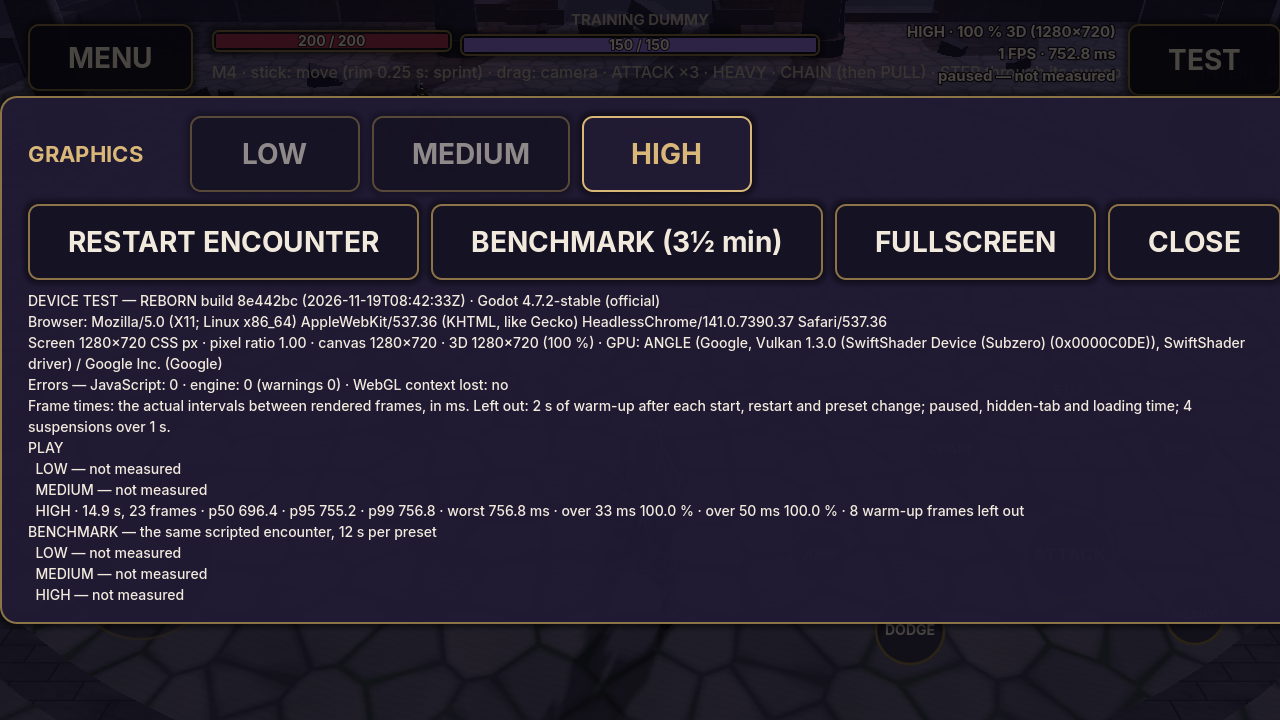 TRAINING DUMMY
MENU
200 / 200
150 / 150
HIGH · 100 % 3D (1280×720)
1 FPS · 752.8 ms
paused — not measured
TEST
M4 · stick: move (rim 0.25 s: sprint) · drag: camera · ATTACK ×3 · HEAVY · CHAIN (then PULL) ·
GRAPHICS
LOW
MEDIUM
HIGH
RESTART ENCOUNTER
BENCHMARK (3½ min)
FULLSCREEN
CLOSE
DEVICE TEST — REBORN build 8e442bc (2026-11-19T08:42:33Z) · Godot 4.7.2-stable (official)
Browser: Mozilla/5.0 (X11; Linux x86_64) AppleWebKit/537.36 (KHTML, like Gecko) HeadlessChrome/141.0.7390.37 Safari/537.36
Screen 1280×720 CSS px · pixel ratio 1.00 · canvas 1280×720 · 3D 1280×720 (100 %) · GPU: ANGLE (Google, Vulkan 1.3.0 (SwiftShader Device (Subzero) (0x0000C0DE)), SwiftShader
driver) / Google Inc. (Google)
Errors — JavaScript: 0 · engine: 0 (warnings 0) · WebGL context lost: no
Frame times: the actual intervals between rendered frames, in ms. Left out: 2 s of warm-up after each start, restart and preset change; paused, hidden-tab and loading time; 4
suspensions over 1 s.
PLAY
LOW — not measured
MEDIUM — not measured
HIGH · 14.9 s, 23 frames · p50 696.4 · p95 755.2 · p99 756.8 · worst 756.8 ms · over 33 ms 100.0 % · over 50 ms 100.0 % · 8 warm-up frames left out
BENCHMARK — the same scripted encounter, 12 s per preset
LOW — not measured
MEDIUM — not measured
HIGH — not measured
DODGE